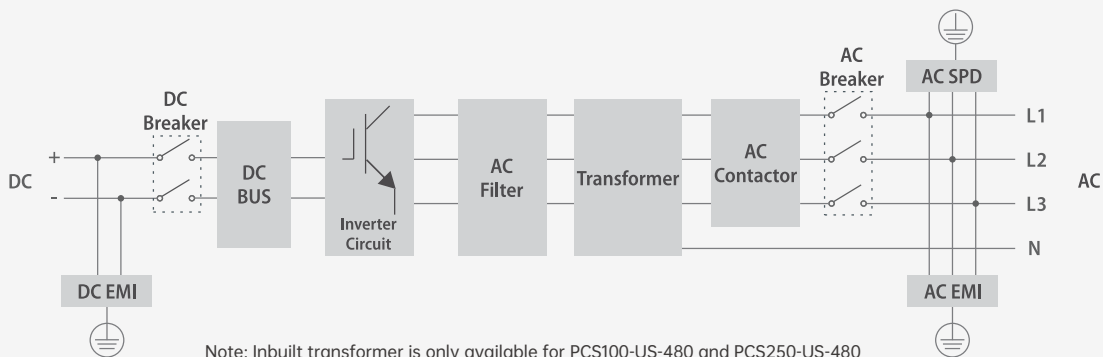 DC
+
-
DC
Breaker
DC EMI
DC
BUS
Inverter
Circuit
AC
Filter
Transformer
AC
Contactor
AC
Breaker
AC SPD
L1
L2
L3
N
AC
AC EMI
Note: Inbuilt transformer is only available for PCS100-US-480 and PCS250-US-480